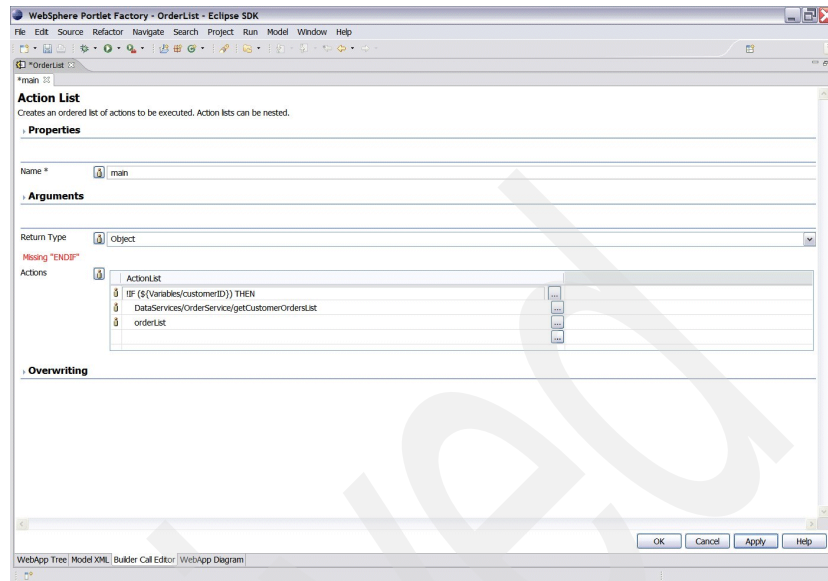 WebSphere Portlet Factory - OrderList - Eclipse SDK
File Edit Source Refactor Navigate Search Project Run Model Window Help
*OrderList
*main
Action List
Creates an ordered list of actions to be executed. Action lists can be nested.
Properties
Name * main
Arguments
Return Type Object
Missing "ENDIF"
Actions
ActionList
!IF (${Variables/customerID}) THEN
DataServices/OrderService/getCustomerOrdersList
orderList
Overwriting
OK Cancel Apply Help
WebApp Tree Model XML Builder Call Editor WebApp Diagram